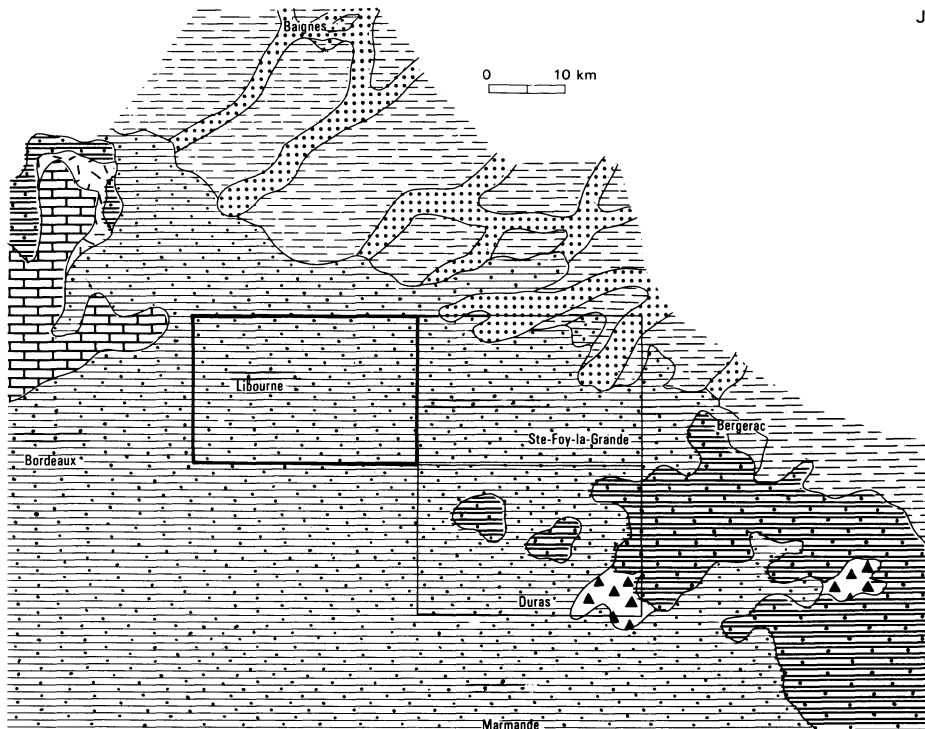 J
Baignes
0 10 km
Libourne
Bergerac
Ste-Foy-la-Grande
Bordeaux
Duras
Marmande